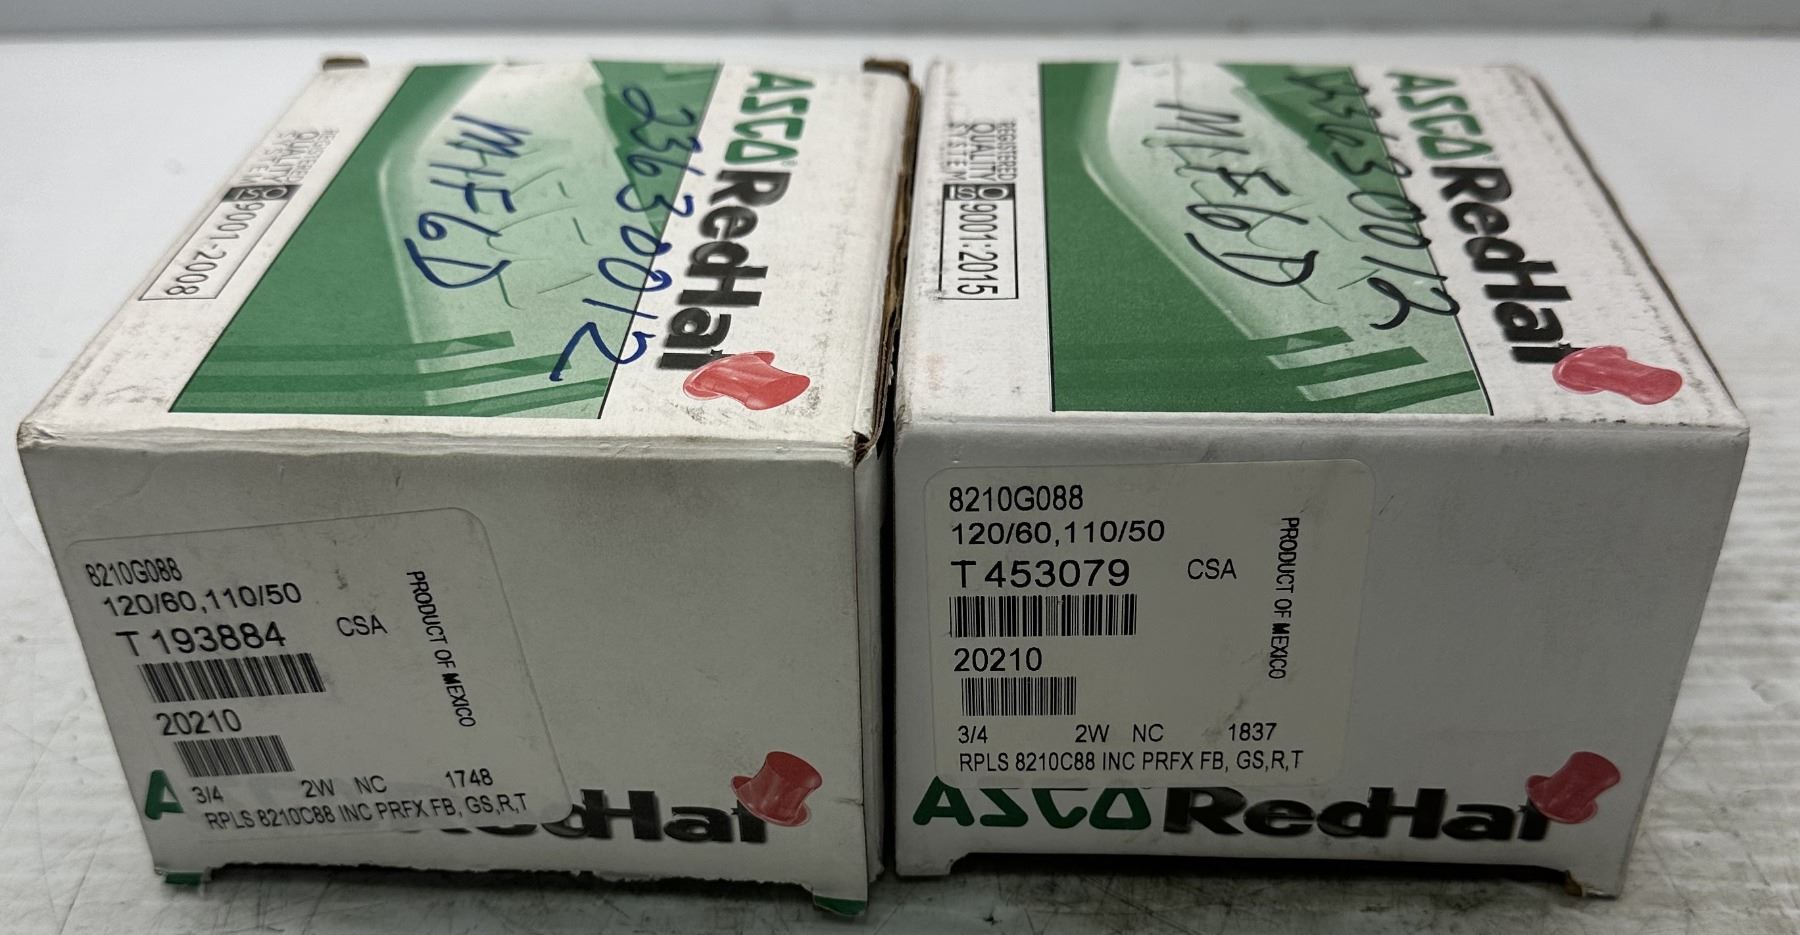 ASCO® RedHat
23630012
MHF6D
REGISTERED
QUALITY
SYSTEM
ISO 9001:2008
8210G088
120/60,110/50
T 193884 CSA
20210
3/4 2W NC 1748
RPLS 8210C88 INC PRFX FB, GS,R,T
PRODUCT OF MEXICO
RedHat
ASCO® RedHat
23630012
REGISTERED
QUALITY
SYSTEM
ISO 9001:2015
8210G088
120/60,110/50
T 453079 CSA
20210
3/4 2W NC 1837
RPLS 8210C88 INC PRFX FB, GS,R,T
PRODUCT OF MEXICO
ASCO RedHat